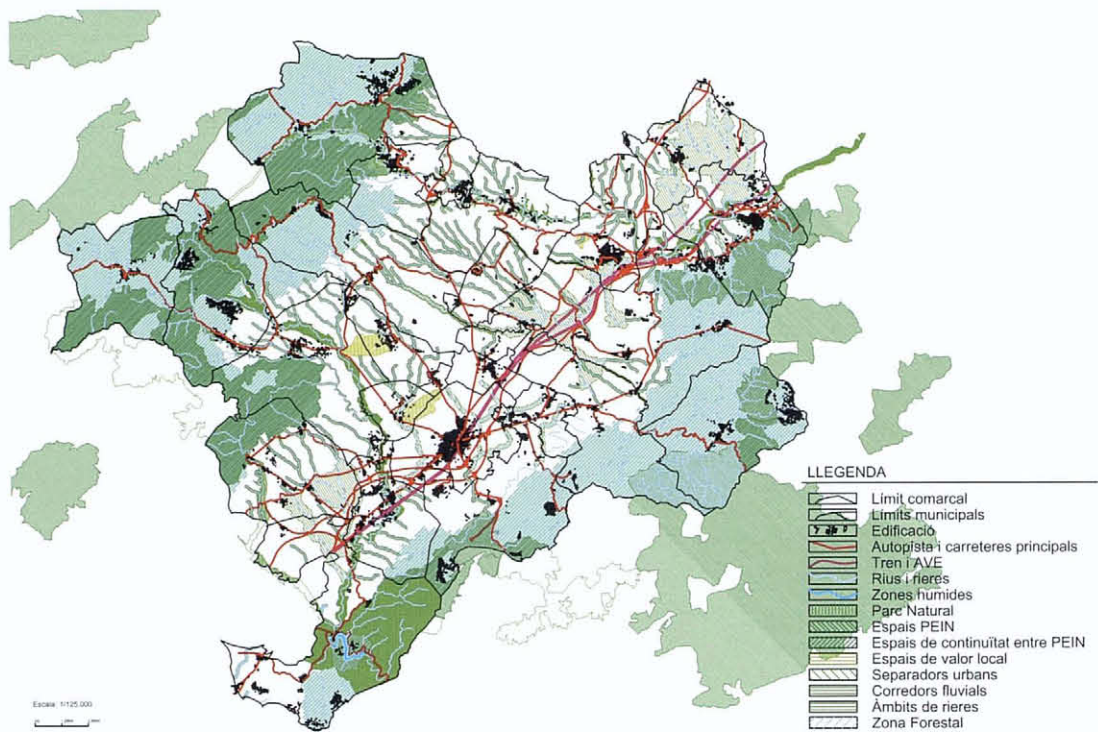 LLEGENDA
Límit comarcal
Límits municipals
Edificació
Autopista i carreteres principals
Tren i AVE
Rius i rieres
Zones humides
Parc Natural
Espais PEIN
Espais de continuïtat entre PEIN
Espais de valor local
Separadors urbans
Corredors fluvials
Àmbits de rieres
Zona Forestal
Escala: 1/125.000